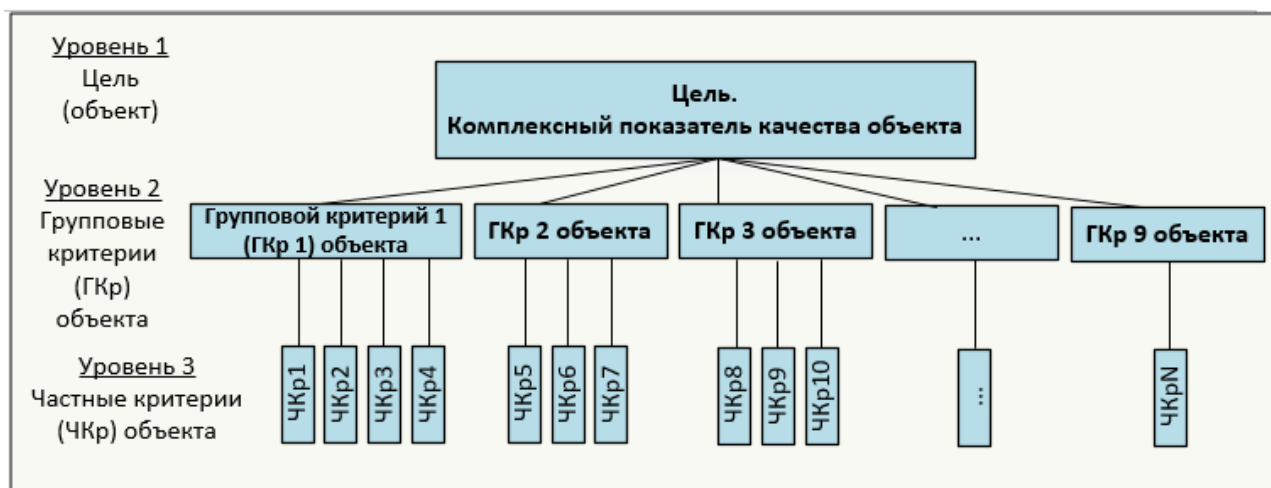 Уровень 1
Цель
(объект)
Цель.
Комплексный показатель качества объекта
Уровень 2
Групповые
критерии
(ГКр)
объекта
Групповой критерий 1
(ГКр 1) объекта
ГКр 2 объекта
ГКр 3 объекта
...
ГКр 9 объекта
Уровень 3
Частные критерии
(ЧКр) объекта
ЧКр1
ЧКр2
ЧКр3
ЧКр4
ЧКр5
ЧКр6
ЧКр7
ЧКр8
ЧКр9
ЧКр10
...
ЧКрN